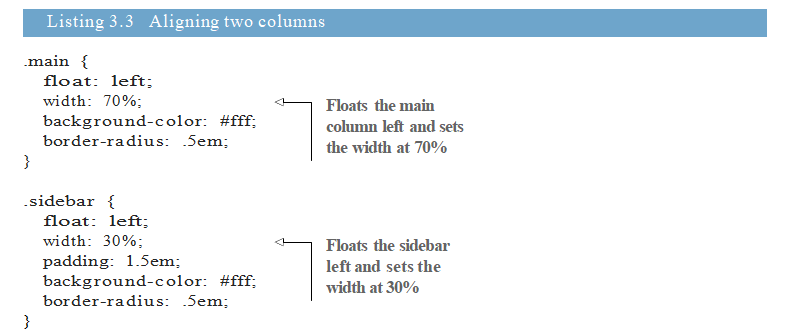 Listing 3.3 Aligning two columns
.main {
float: left;
width: 70%;
background-color: #fff;
border-radius: .5em;
}
Floats the main
column left and sets
the width at 70%
.sidebar {
float: left;
width: 30%;
padding: 1.5em;
background-color: #fff;
border-radius: .5em;
}
Floats the sidebar
left and sets the
width at 30%